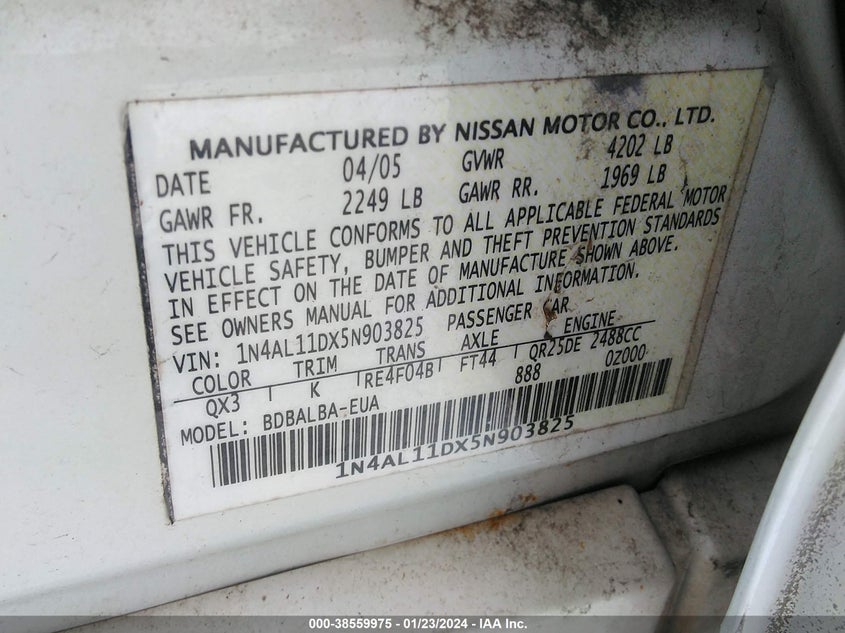 MANUFACTURED BY NISSAN MOTOR CO., LTD.
DATE 04/05 GVWR 4202 LB
GAWR FR. 2249 LB GAWR RR. 1969 LB
THIS VEHICLE CONFORMS TO ALL APPLICABLE FEDERAL MOTOR
VEHICLE SAFETY, BUMPER AND THEFT PREVENTION STANDARDS
IN EFFECT ON THE DATE OF MANUFACTURE SHOWN ABOVE.
SEE OWNERS MANUAL FOR ADDITIONAL INFORMATION.
VIN: 1N4AL11DX5N903825 PASSENGER CAR
COLOR TRIM TRANS AXLE ENGINE
QX3 K RE4F04B FT44 QR25DE 2488CC
MODEL: BDBALBA-EUA 888 0Z000
1N4AL11DX5N903825
000-38559975 - 01/23/2024 - IAA Inc.